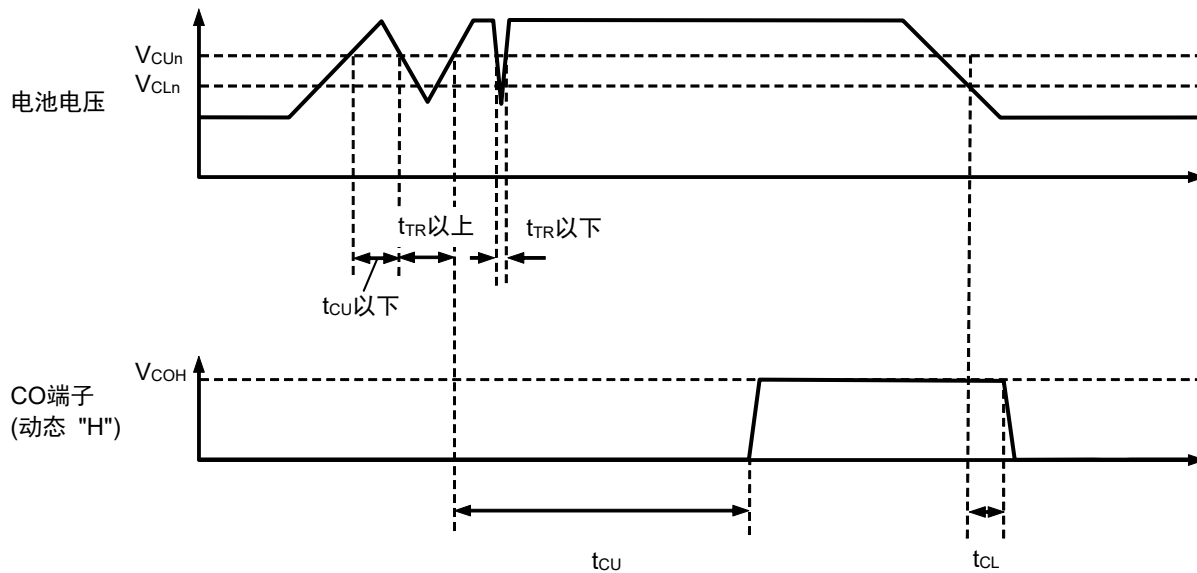 VCUn
VCLn
电池电压
tTR以上
tTR以下
tCU以下
VCOH
CO端子
(动态 "H")
tCU
tCL